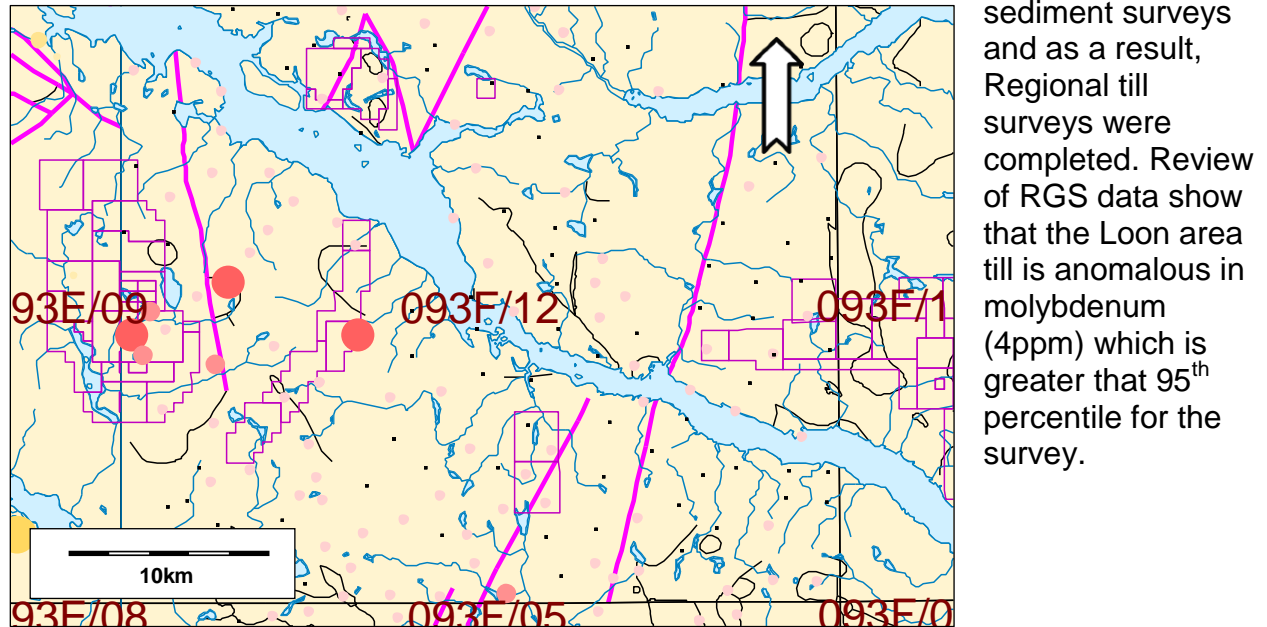 sediment surveys
and as a result,
Regional till
surveys were
completed. Review
of RGS data show
that the Loon area
till is anomalous in
molybdenum
(4ppm) which is
greater that 95th
percentile for the
survey.
93E/09
093F/12
093F/1
10km
93E/08
093F/05
093F/0